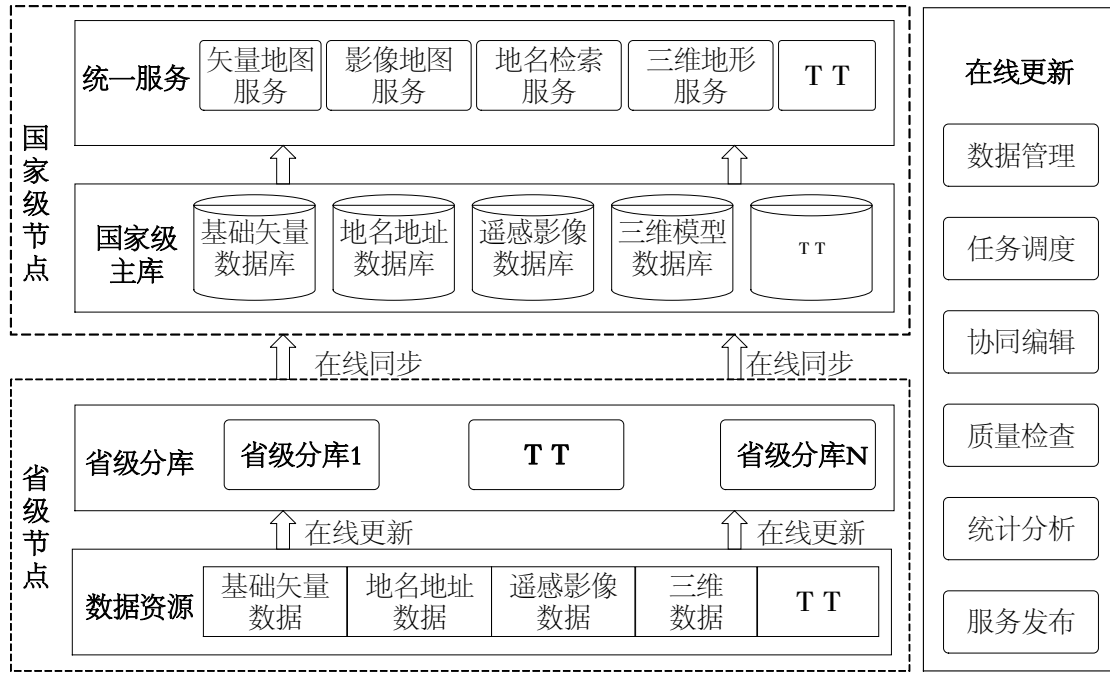 国家级节点
统一服务
矢量地图
服务
影像地图
服务
地名检索
服务
三维地形
服务
T T
国家级
主库
基础矢量
数据库
地名地址
数据库
遥感影像
数据库
三维模型
数据库
T T
在线同步
在线同步
省级节点
省级分库
省级分库1
T T
省级分库N
在线更新
在线更新
数据资源
基础矢量
数据
地名地址
数据
遥感影像
数据
三维
数据
T T
在线更新
数据管理
任务调度
协同编辑
质量检查
统计分析
服务发布